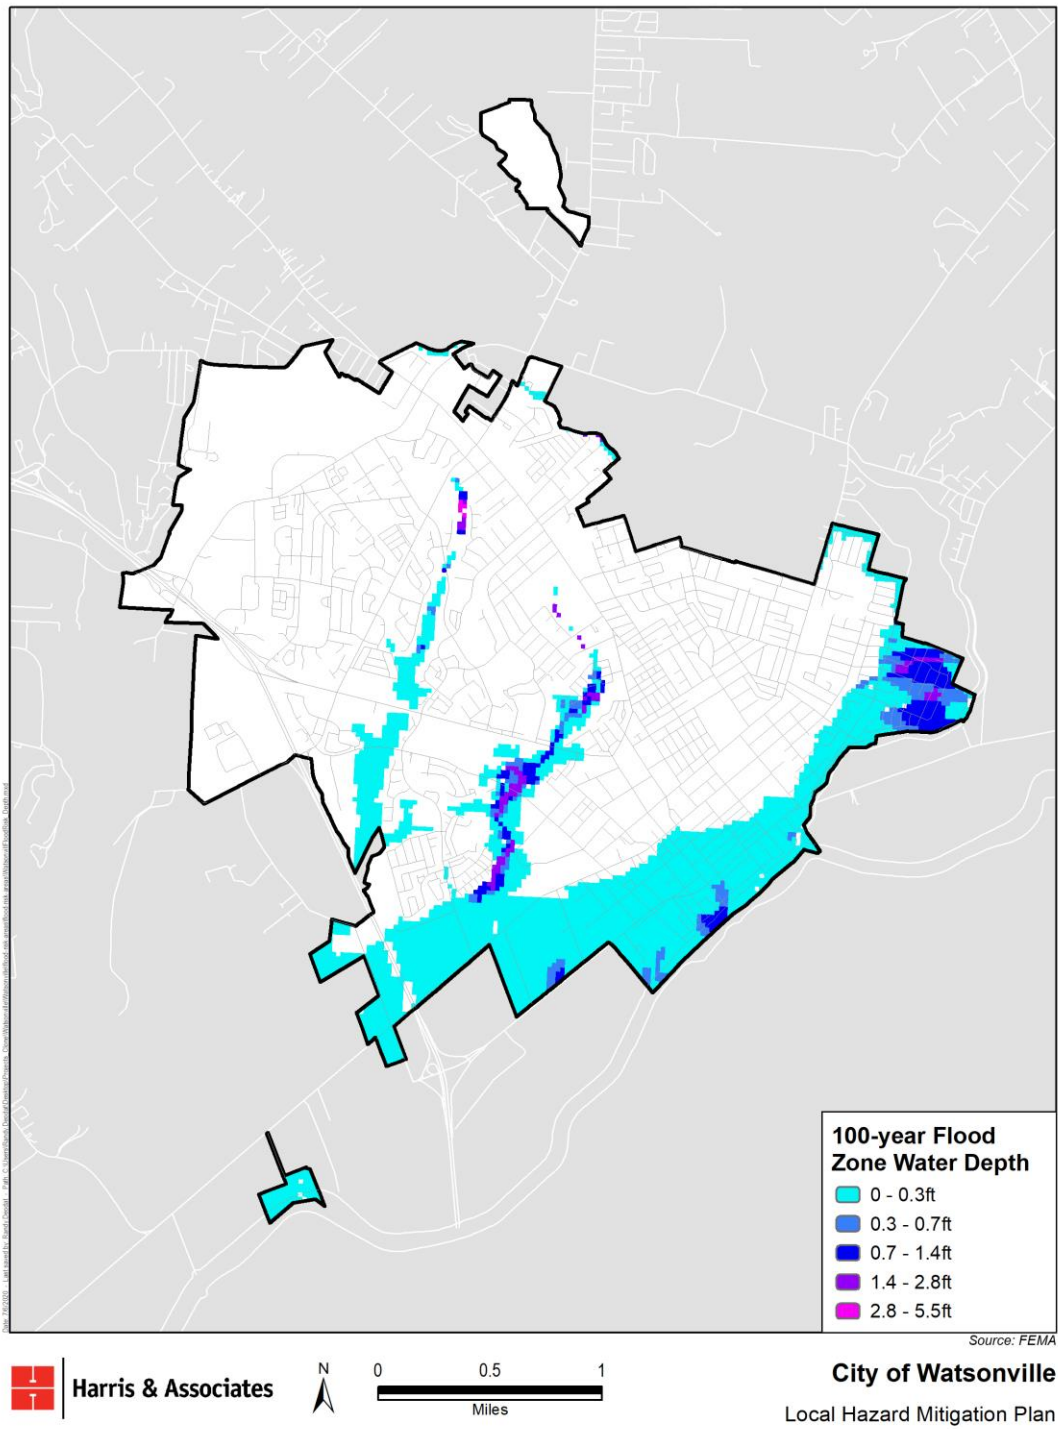 100-year Flood
Zone Water Depth
0 - 0.3ft
0.3 - 0.7ft
0.7 - 1.4ft
1.4 - 2.8ft
2.8 - 5.5ft
Source: FEMA
Harris & Associates
N
0 0.5 1
Miles
City of Watsonville
Local Hazard Mitigation Plan